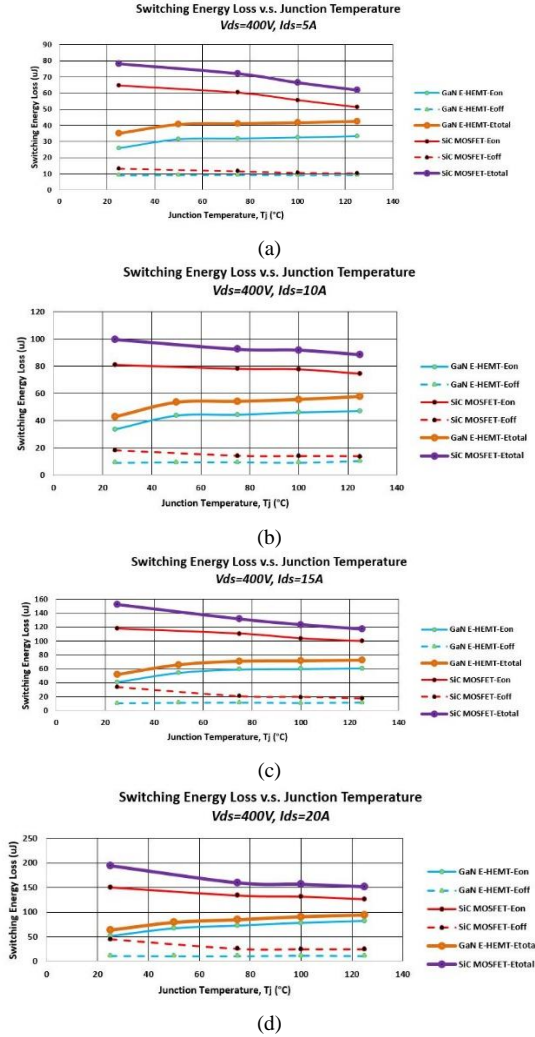 Switching Energy Loss v.s. Junction Temperature
Vds=400V, Ids=5A
Switching Energy Loss (uJ)
90
80
70
60
50
40
30
20
10
0
0 20 40 60 80 100 120 140
Junction Temperature, Tj (°C)
GaN E-HEMT-Eon
GaN E-HEMT-Eoff
GaN E-HEMT-Etotal
SiC MOSFET-Eon
SiC MOSFET-Eoff
SiC MOSFET-Etotal
(a)
Switching Energy Loss v.s. Junction Temperature
Vds=400V, Ids=10A
Switching Energy Loss (uJ)
120
100
80
60
40
20
0
0 20 40 60 80 100 120 140
Junction Temperature, Tj (°C)
GaN E-HEMT-Eon
GaN E-HEMT-Eoff
SiC MOSFET-Eon
SiC MOSFET-Eoff
GaN E-HEMT-Etotal
SiC MOSFET-Etotal
(b)
Switching Energy Loss v.s. Junction Temperature
Vds=400V, Ids=15A
Switching Energy Loss (uJ)
160
140
120
100
80
60
40
20
0
0 20 40 60 80 100 120 140
Junction Temperature, Tj (°C)
GaN E-HEMT-Eon
GaN E-HEMT-Eoff
GaN E-HEMT-Etotal
SiC MOSFET-Eon
SiC MOSFET-Eoff
SiC MOSFET-Etotal
(c)
Switching Energy Loss v.s. Junction Temperature
Vds=400V, Ids=20A
Switching Energy Loss (uJ)
250
200
150
100
50
0
0 20 40 60 80 100 120 140
Junction Temperature, Tj (°C)
GaN E-HEMT-Eon
GaN E-HEMT-Eoff
SiC MOSFET-Eon
SiC MOSFET-Eoff
GaN E-HEMT-Etotal
SiC MOSFET-Etotal
(d)